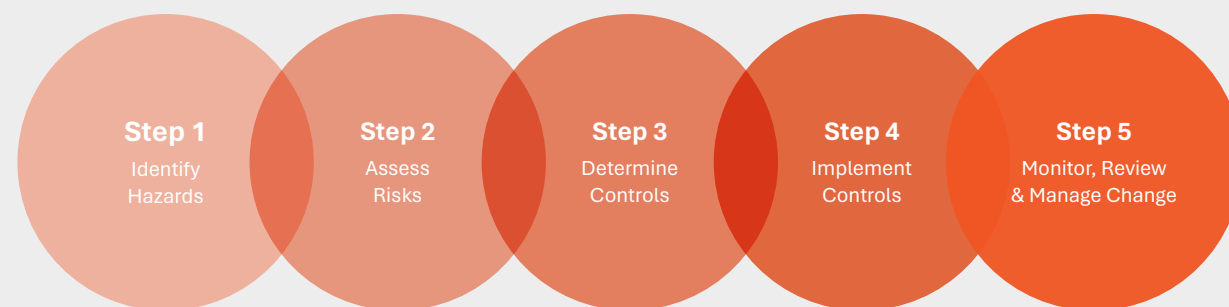 Step 1
Identify
Hazards
Step 2
Assess
Risks
Step 3
Determine
Controls
Step 4
Implement
Controls
Step 5
Monitor, Review
& Manage Change